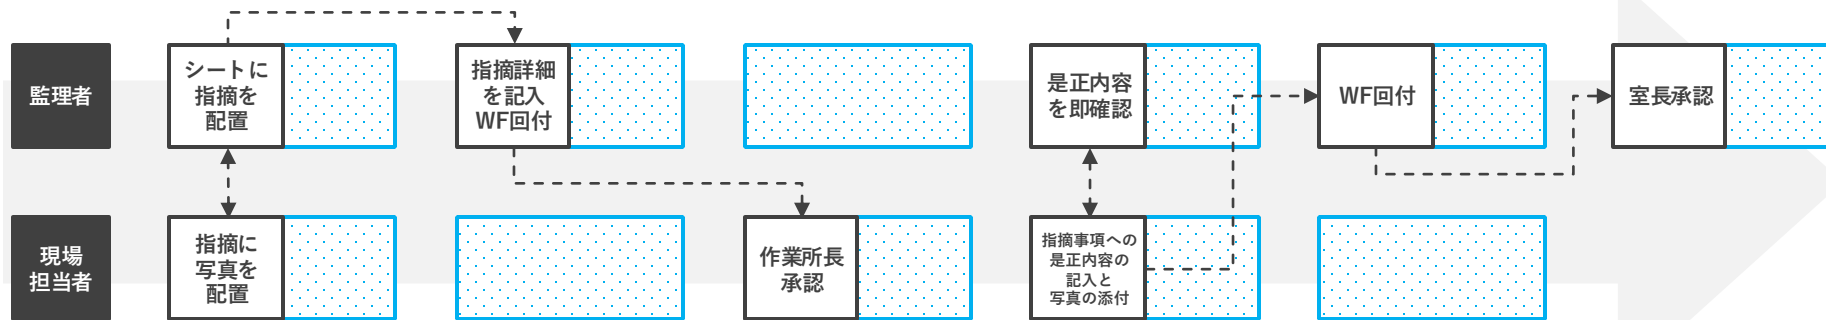 監理者
シートに
指摘を
配置
指摘詳細
を記入
WF回付
是正内容
を即確認
WF回付
室長承認
現場
担当者
指摘に
写真を
配置
作業所長
承認
指摘事項への
是正内容の
記入と
写真の添付